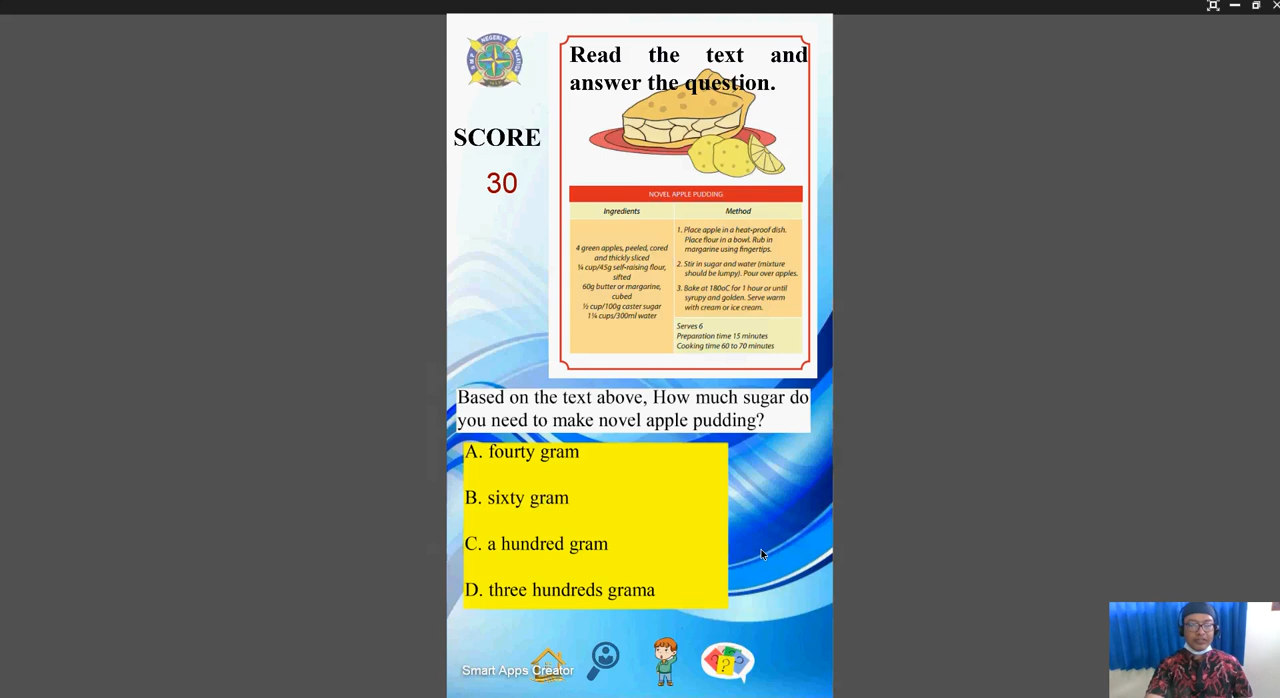 Read the text and
answer the question.
SCORE
30
NOVEL APPLE PUDDING
Ingredients
Method
4 green apples, peeled, cored
and thickly sliced
¾ cup/45g self-raising flour,
sifted
60g butter or margarine,
cubed
½ cup/100g caster sugar
1¼ cups/300ml water
1. Place apple in a heat-proof dish.
Place flour in a bowl. Rub in
margarine using fingertips.
2. Stir in sugar and water (mixture
should be lumpy). Pour over apples.
3. Bake at 180oC for 1 hour or until
syrupy and golden. Serve warm
with cream or ice cream.
Serves 6
Preparation time 15 minutes
Cooking time 60 to 70 minutes
Based on the text above, How much sugar do
you need to make novel apple pudding?
A. fourty gram
B. sixty gram
C. a hundred gram
D. three hundreds grama
Smart Apps Creator